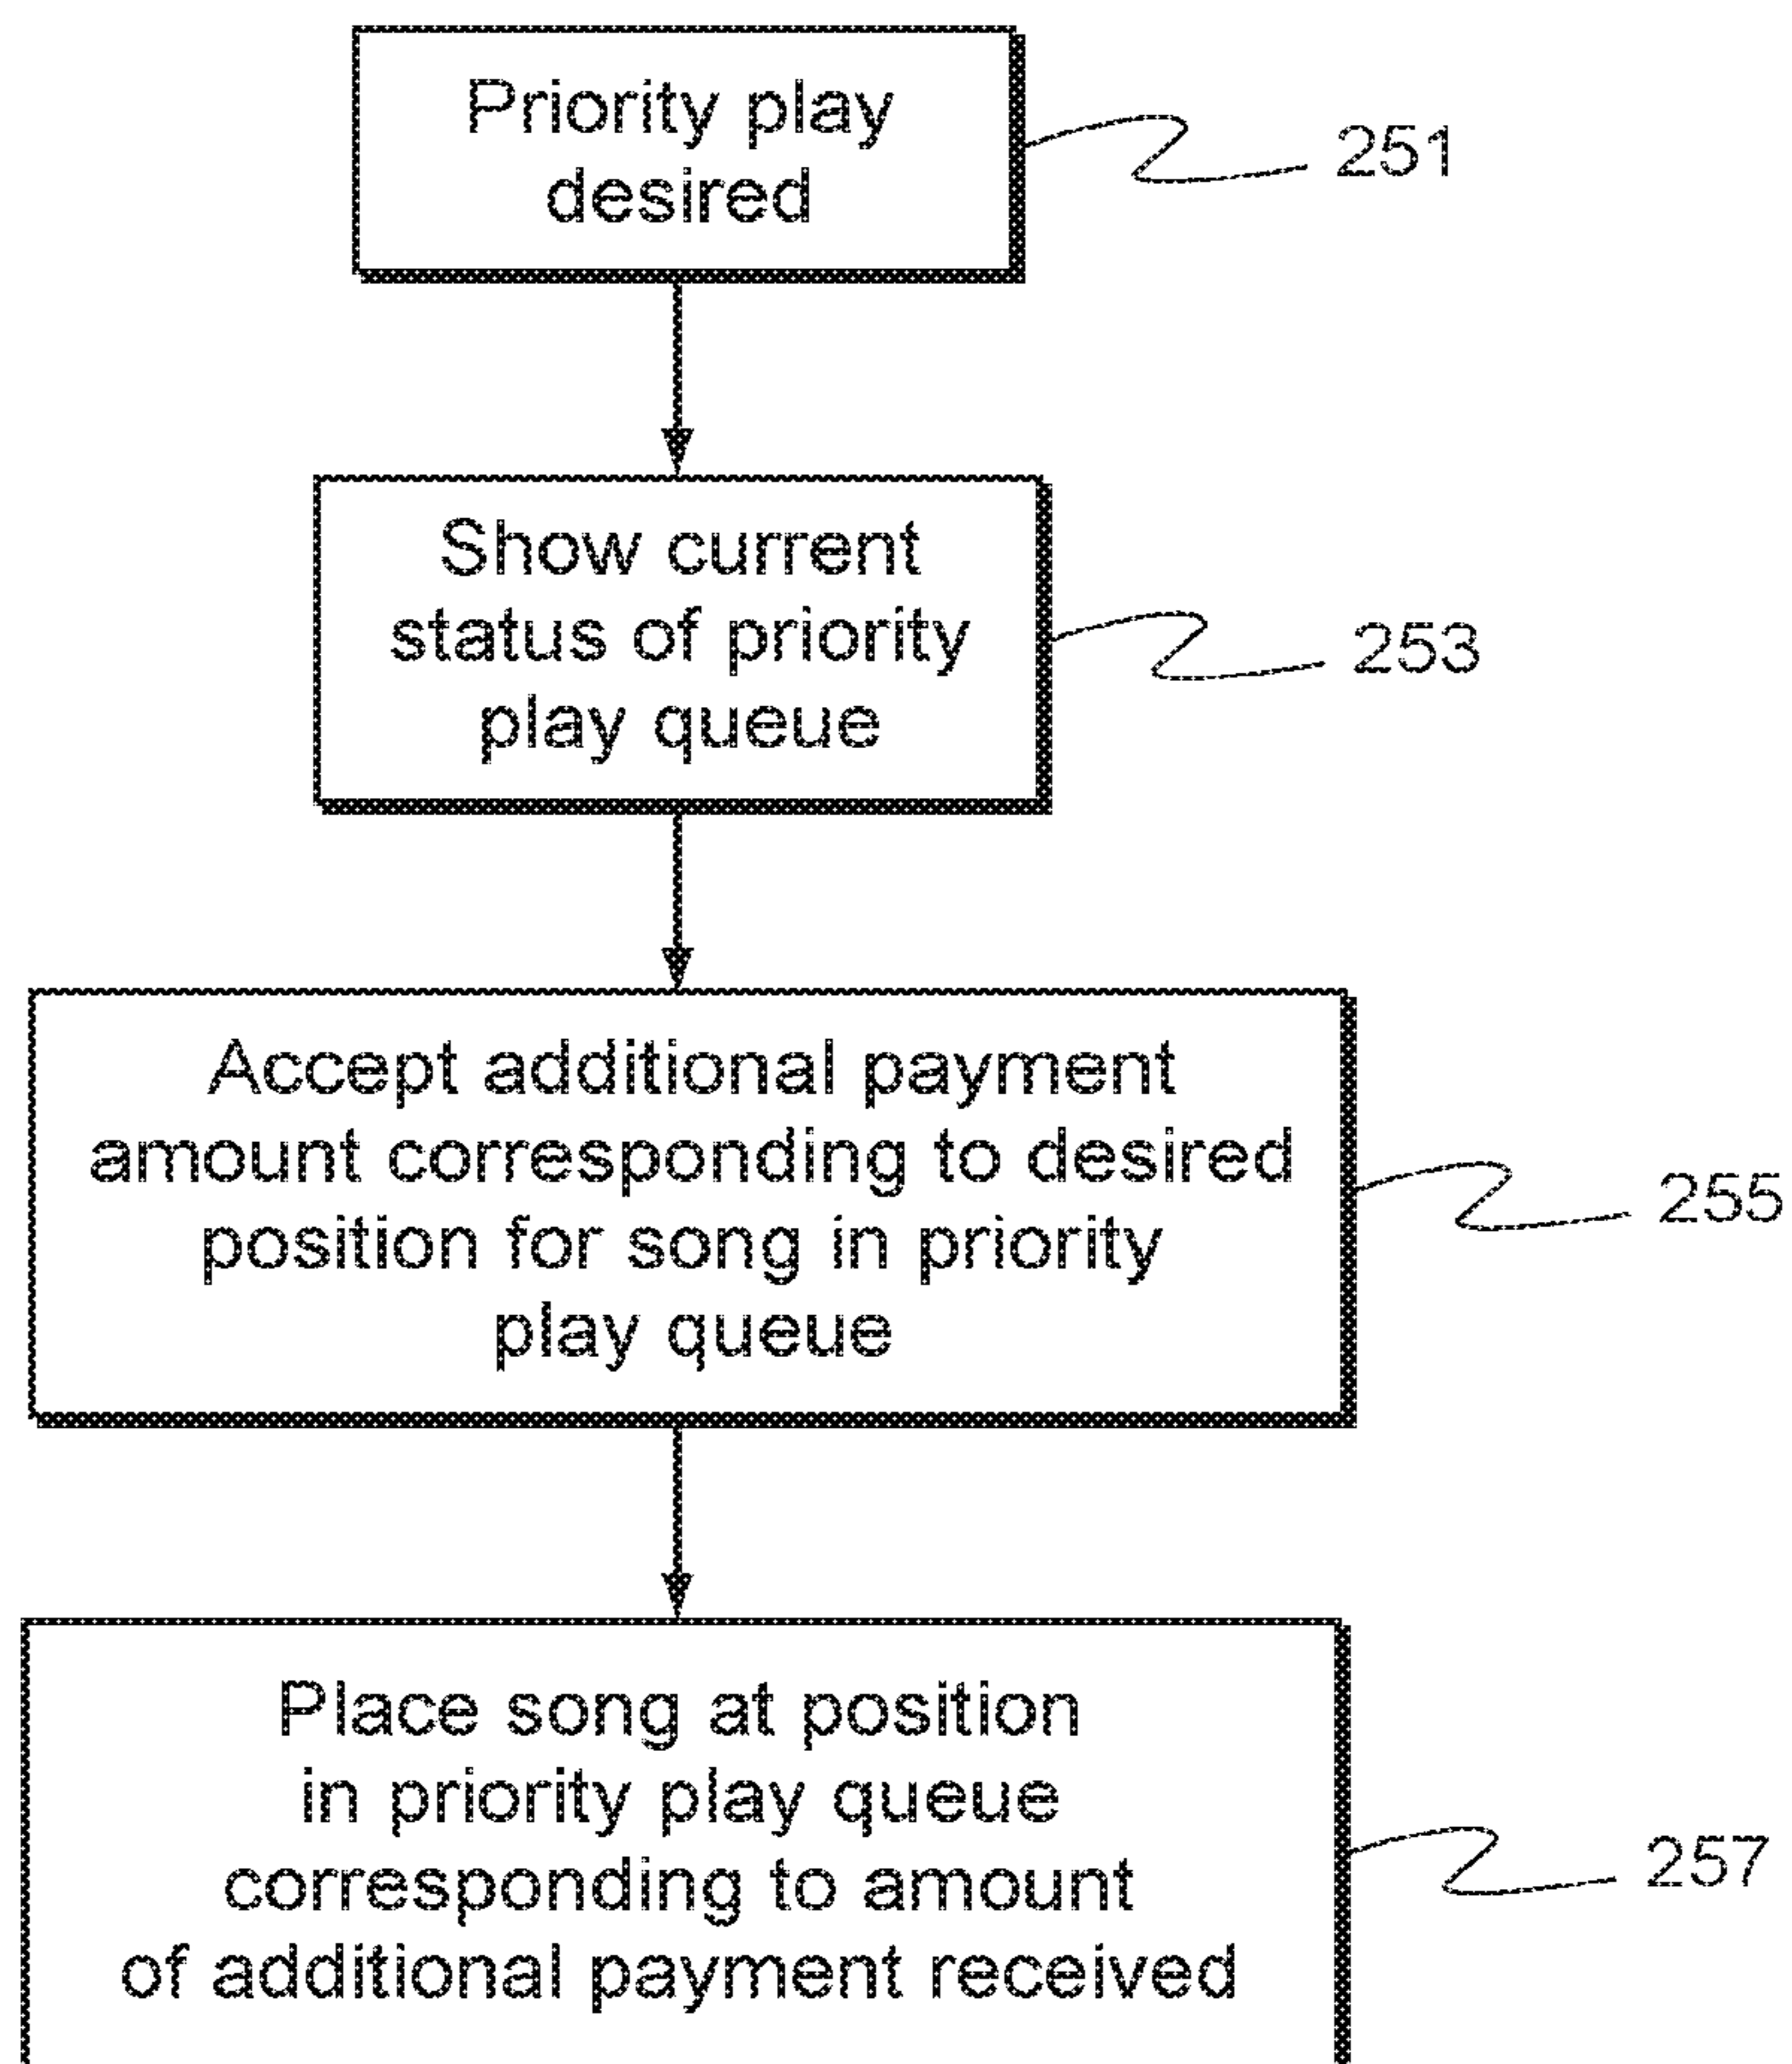 Priority play
desired
251
Show current
status of priority
play queue
253
Accept additional payment
amount corresponding to desired
position for song in priority
play queue
255
Place song at position
in priority play queue
corresponding to amount
of additional payment received
257